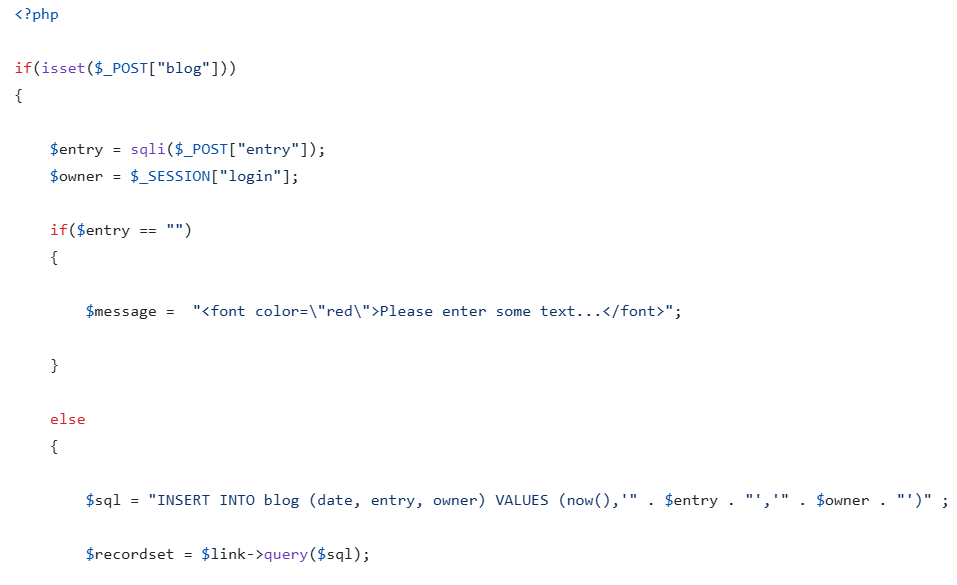 <?php
if(isset($_POST["blog"]))
{
$entry = sqli($_POST["entry"]);
$owner = $_SESSION["login"];
if($entry == "")
{
$message =  "<font color=\"red\">Please enter some text...</font>";
}
else
{
$sql = "INSERT INTO blog (date, entry, owner) VALUES (now(),'" . $entry . "','" . $owner . "')" ;
$recordset = $link->query($sql);